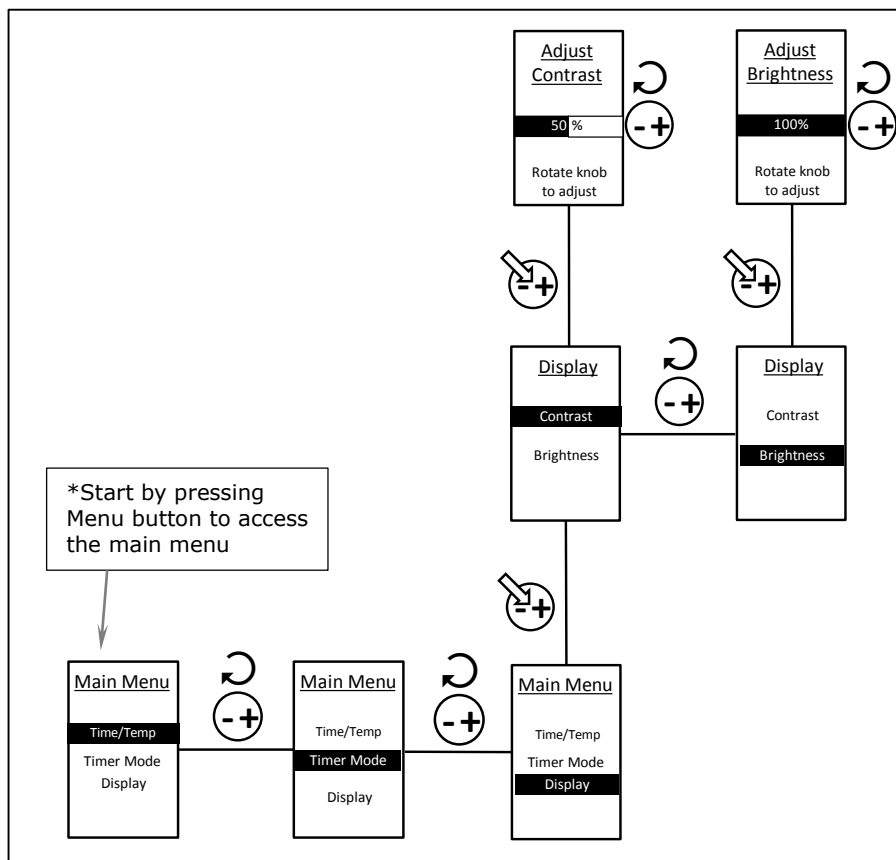 Adjust
Contrast
50 %
Rotate knob
to adjust
- +
Adjust
Brightness
100%
Rotate knob
to adjust
- +
- +
- +
Display
Contrast
Brightness
- +
Display
Contrast
Brightness
*Start by pressing
Menu button to access
the main menu
- +
Main Menu
Time/Temp
Timer Mode
Display
- +
Main Menu
Time/Temp
Timer Mode
Display
- +
Main Menu
Time/Temp
Timer Mode
Display